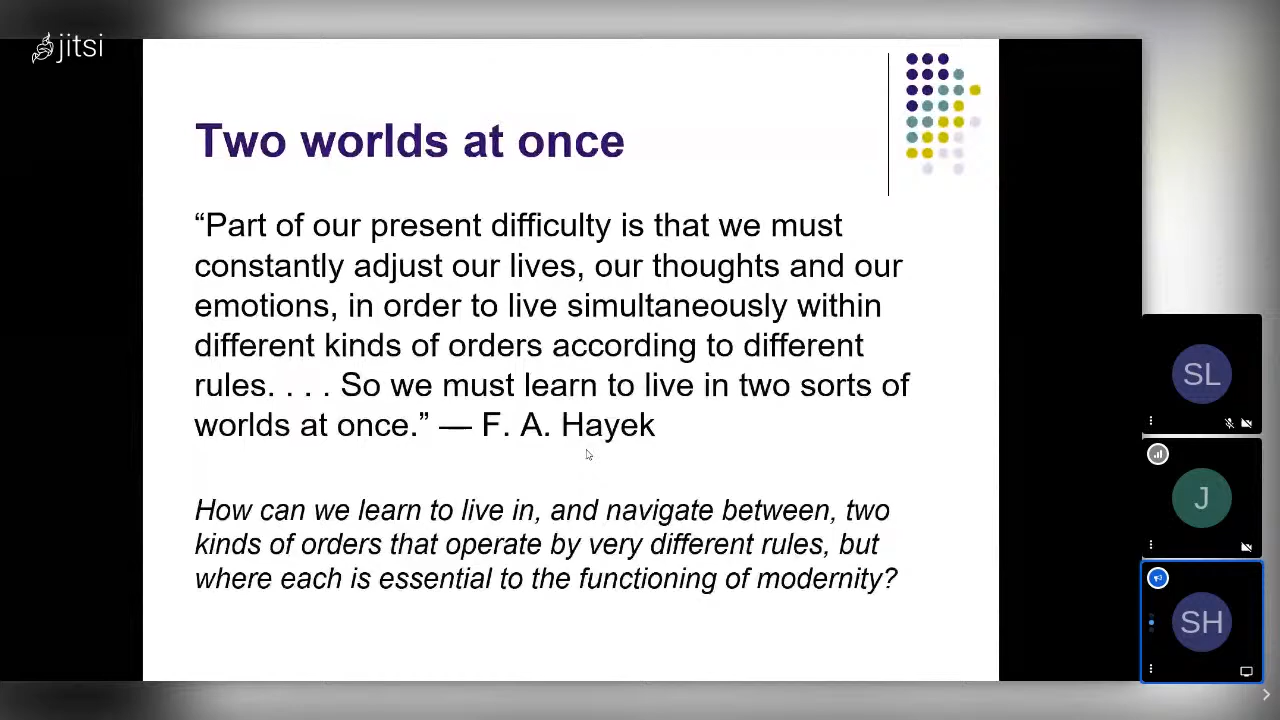 jitsi
Two worlds at once
“Part of our present difficulty is that we must
constantly adjust our lives, our thoughts and our
emotions, in order to live simultaneously within
different kinds of orders according to different
rules. . . . So we must learn to live in two sorts of
worlds at once.” — F. A. Hayek
How can we learn to live in, and navigate between, two
kinds of orders that operate by very different rules, but
where each is essential to the functioning of modernity?
SL
J
SH